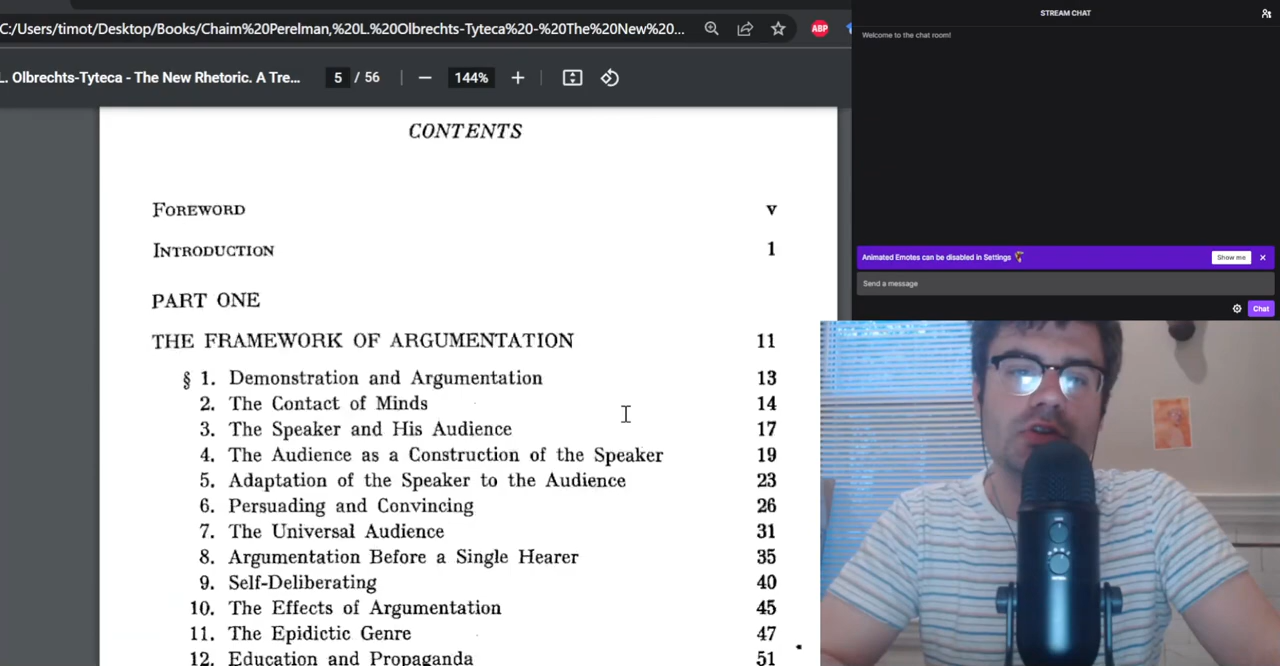 C:/Users/timot/Desktop/Books/Chaim%20Perelman,%20L.%20Olbrechts-Tyteca%20-%20The%20New%20...
ABP
L. Olbrechts-Tyteca - The New Rhetoric. A Tre...
5 / 56
144%
CONTENTS
FOREWORD v
INTRODUCTION 1
PART ONE
THE FRAMEWORK OF ARGUMENTATION 11
§ 1. Demonstration and Argumentation 13
2. The Contact of Minds 14
3. The Speaker and His Audience 17
4. The Audience as a Construction of the Speaker 19
5. Adaptation of the Speaker to the Audience 23
6. Persuading and Convincing 26
7. The Universal Audience 31
8. Argumentation Before a Single Hearer 35
9. Self-Deliberating 40
10. The Effects of Argumentation 45
11. The Epidictic Genre 47
12. Education and Propaganda 51
STREAM CHAT
Welcome to the chat room!
Animated Emotes can be disabled in Settings
Show me
Send a message
Chat